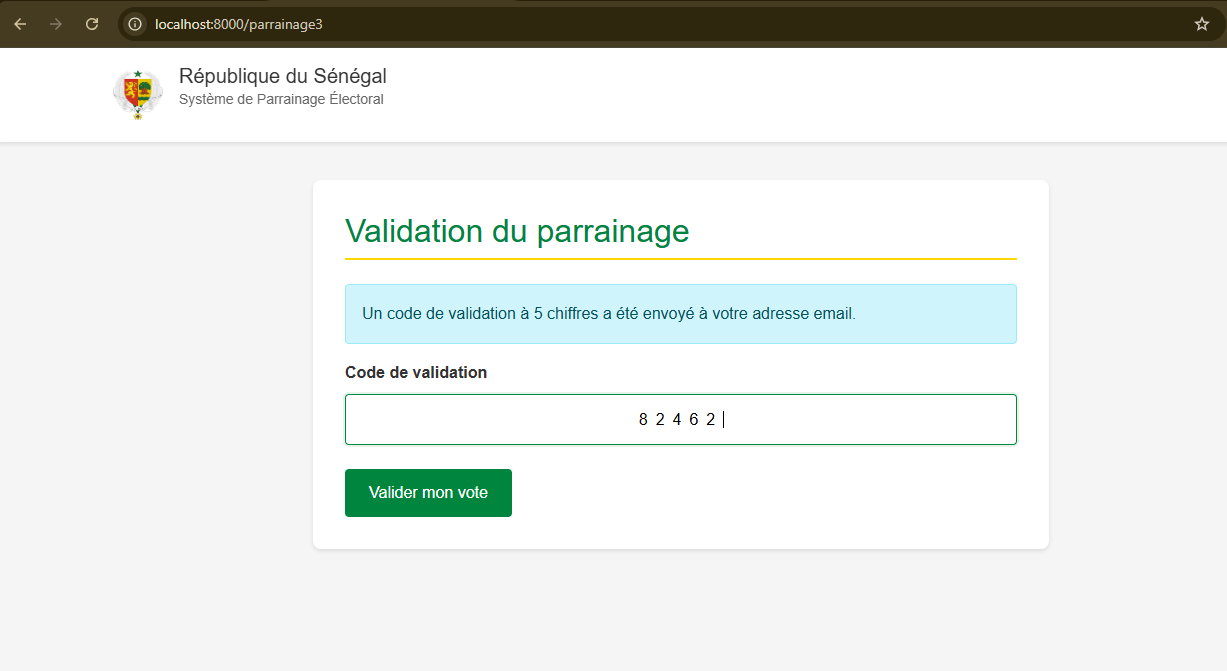 localhost:8000/parrainage3
République du Sénégal
Système de Parrainage Électoral
Validation du parrainage
Un code de validation à 5 chiffres a été envoyé à votre adresse email.
Code de validation
8 2 4 6 2
Valider mon vote